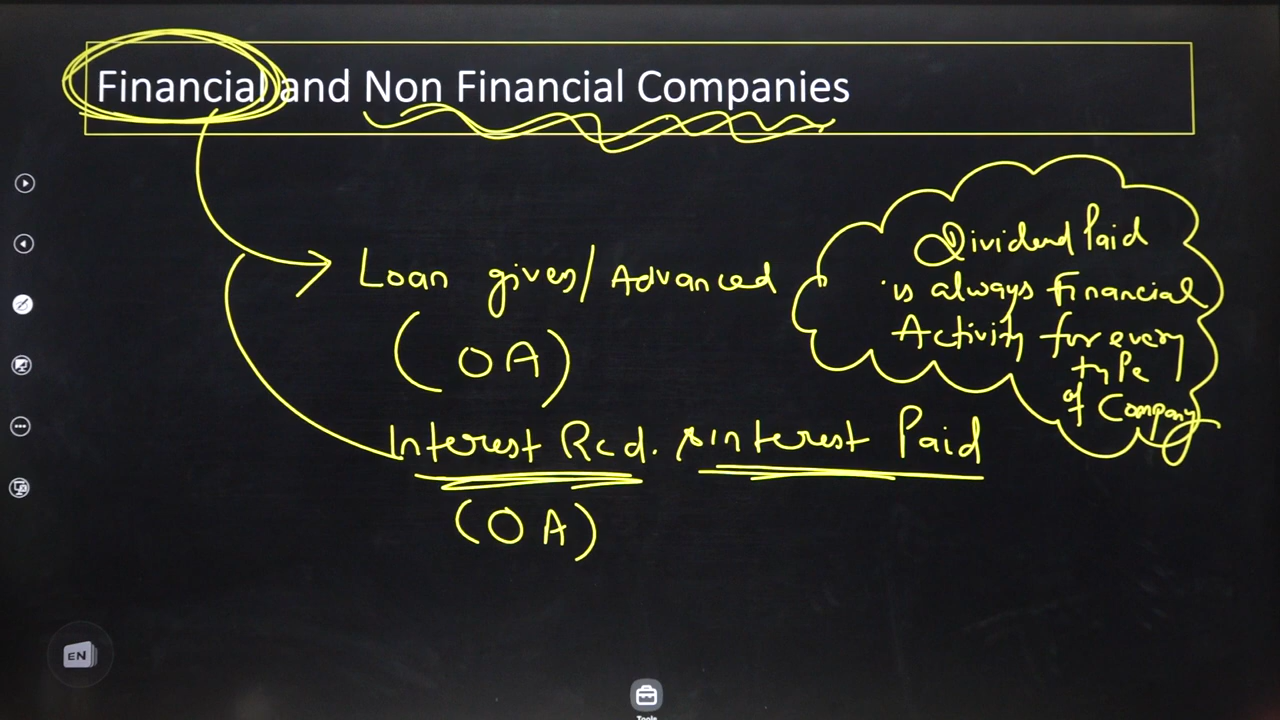 Financial and Non Financial Companies
Loan given/Advanced
(OA)
Interest Rcd. & interest Paid
(OA)
Dividend Paid
is always Financial
Activity for every
type
of Company
EN
Tools